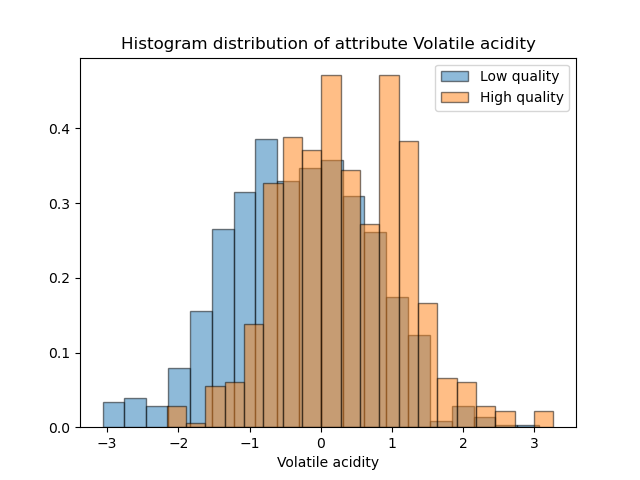 Histogram distribution of attribute Volatile acidity
Low quality
High quality
0.4
0.3
0.2
0.1
0.0
−3 −2 −1 0 1 2 3
Volatile acidity